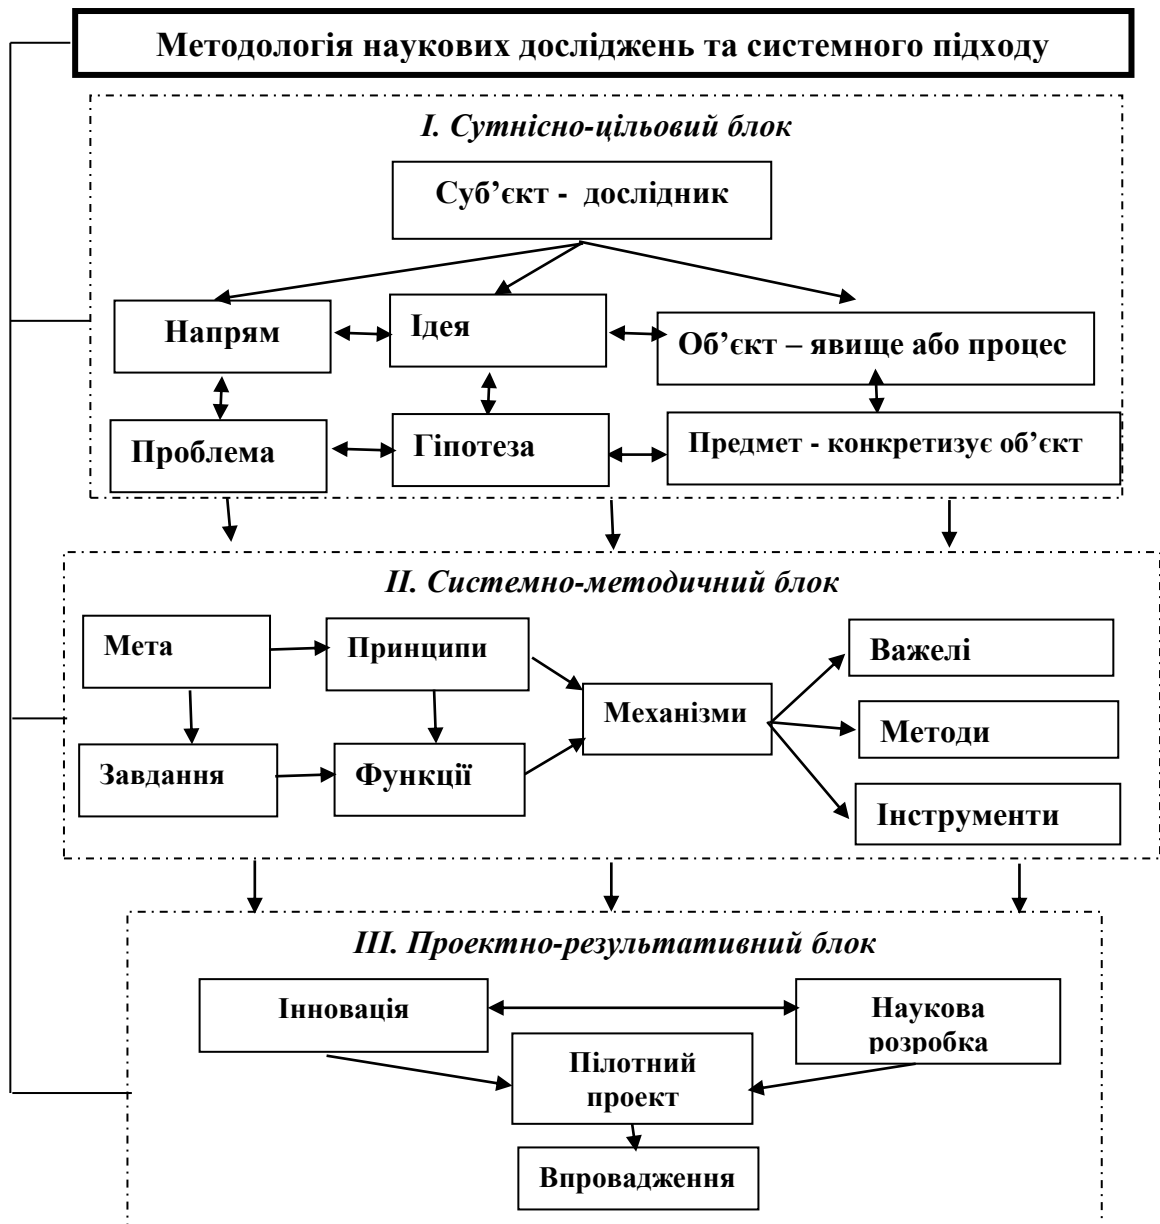 Методологія наукових досліджень та системного підходу
I. Сутнісно-цільовий блок
Суб’єкт - дослідник
Напрям
Ідея
Об’єкт – явище або процес
Проблема
Гіпотеза
Предмет - конкретизує об’єкт
II. Системно-методичний блок
Мета
Принципи
Важелі
Механізми
Методи
Завдання
Функції
Інструменти
III. Проектно-результативний блок
Інновація
Наукова
розробка
Пілотний
проект
Впровадження